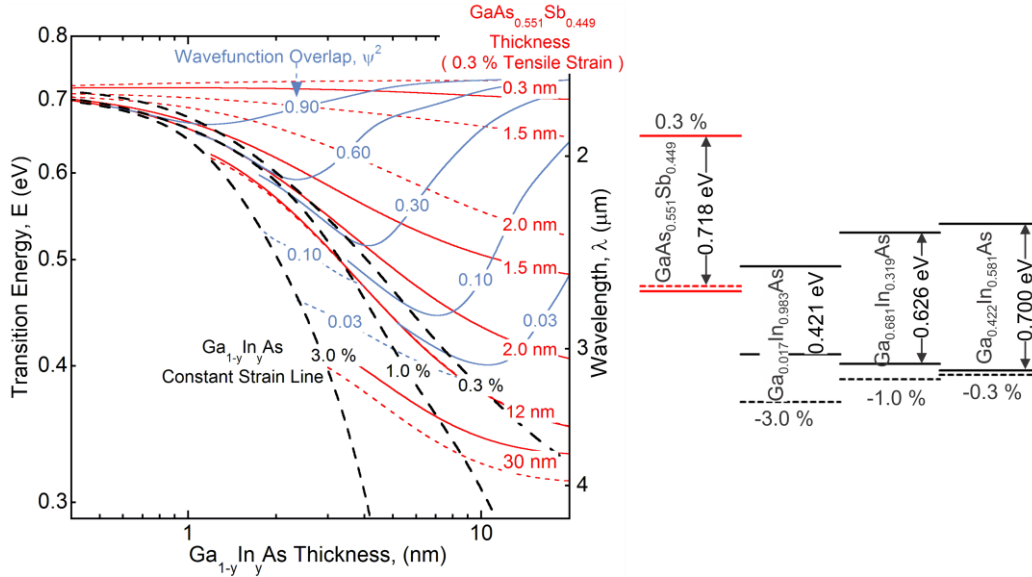 GaAs0.551Sb0.449
Thickness
( 0.3 % Tensile Strain )
Wavefunction Overlap, ψ2
0.8
0.7
0.6
0.5
0.4
0.3
Transition Energy, E (eV)
0.90
0.60
0.30
0.10
0.03
0.10
0.03
0.3 nm
1.5 nm
2.0 nm
1.5 nm
2.0 nm
12 nm
30 nm
Ga1-yInyAs
Constant Strain Line
3.0 %
1.0 %
0.3 %
2
3
4
Wavelength, λ (μm)
1
10
Ga1-yInyAs Thickness, (nm)
0.3 %
GaAs0.551Sb0.449
0.718 eV
Ga0.017In0.983As
0.421 eV
-3.0 %
Ga0.681In0.319As
0.626 eV
-1.0 %
Ga0.422In0.581As
0.700 eV
-0.3 %